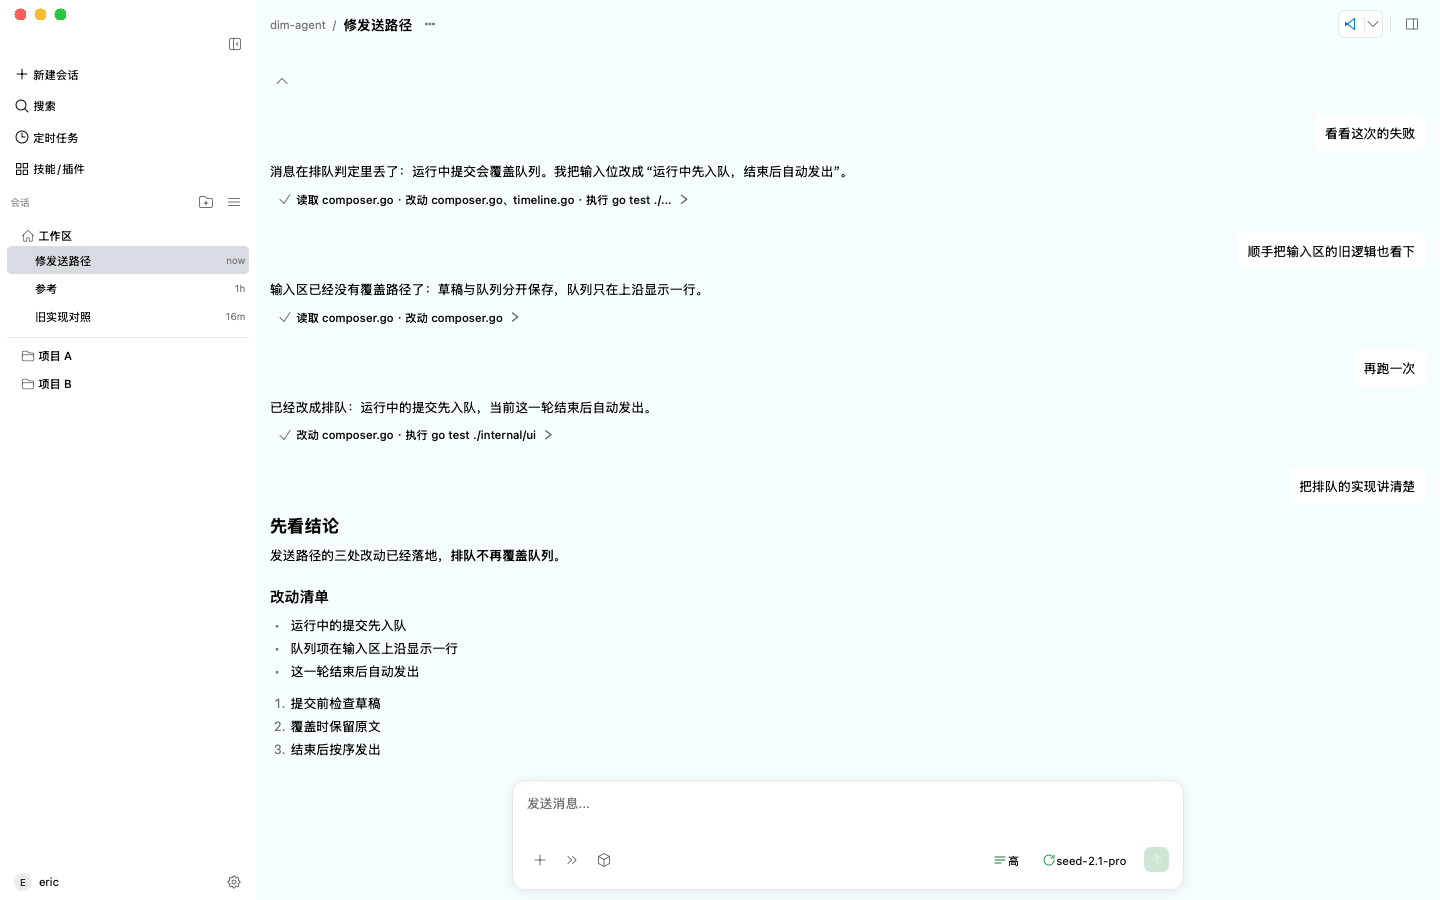 新建会话
搜索
定时任务
技能/插件
会话
工作区
修发送路径 now
参考 1h
旧实现对照 16m
项目 A
项目 B
E eric
dim-agent / 修发送路径 ···
看看这次的失败
消息在排队判定里丢了：运行中提交会覆盖队列。我把输入位改成“运行中先入队，结束后自动发出”。
读取 composer.go · 改动 composer.go、timeline.go · 执行 go test ./...
顺手把输入区的旧逻辑也看下
输入区已经没有覆盖路径了：草稿与队列分开保存，队列只在上沿显示一行。
读取 composer.go · 改动 composer.go
再跑一次
已经改成排队：运行中的提交先入队，当前这一轮结束后自动发出。
改动 composer.go · 执行 go test ./internal/ui
把排队的实现讲清楚
先看结论
发送路径的三处改动已经落地，排队不再覆盖队列。
改动清单
• 运行中的提交先入队
• 队列项在输入区上沿显示一行
• 这一轮结束后自动发出
1. 提交前检查草稿
2. 覆盖时保留原文
3. 结束后按序发出
发送消息...
高 seed-2.1-pro